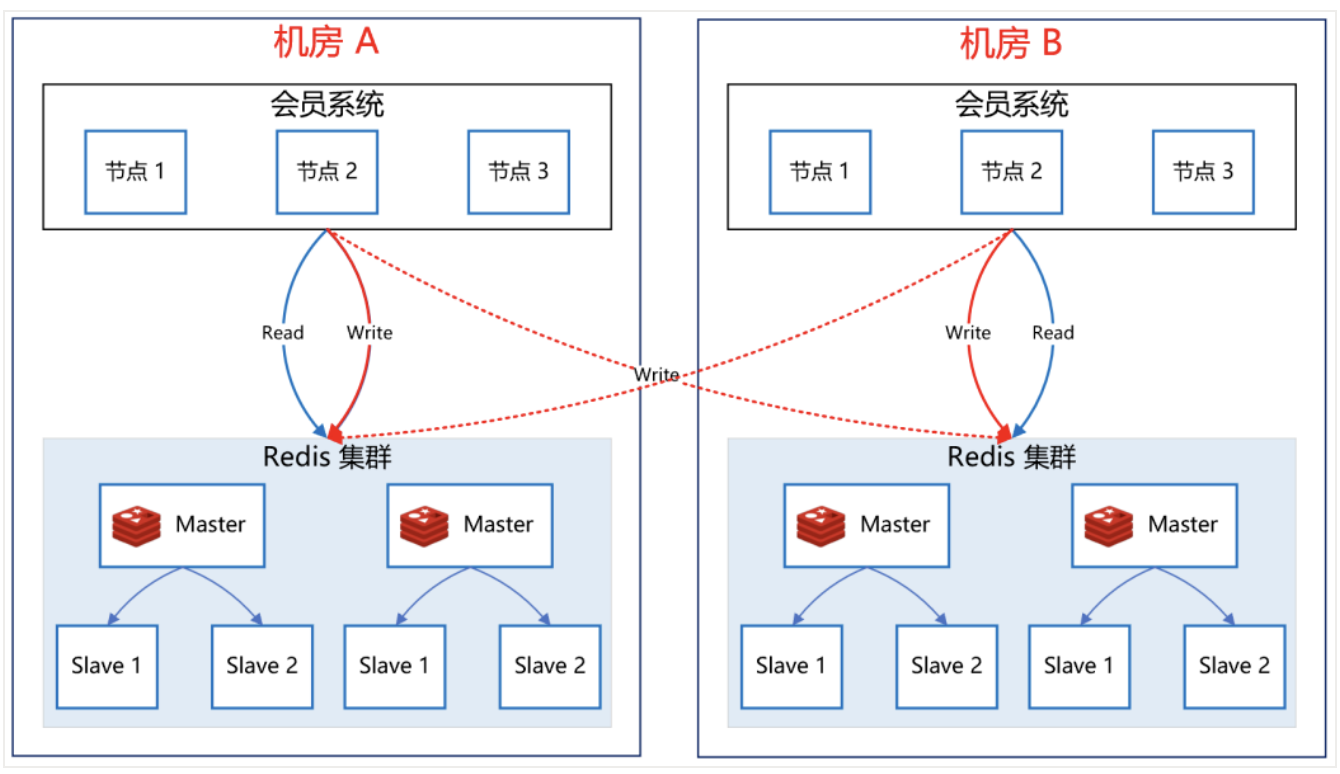 机房 A
会员系统
节点 1
节点 2
节点 3
Read
Write
Redis 集群
Master
Master
Slave 1
Slave 2
Slave 1
Slave 2
Write
机房 B
会员系统
节点 1
节点 2
节点 3
Write
Read
Redis 集群
Master
Master
Slave 1
Slave 2
Slave 1
Slave 2